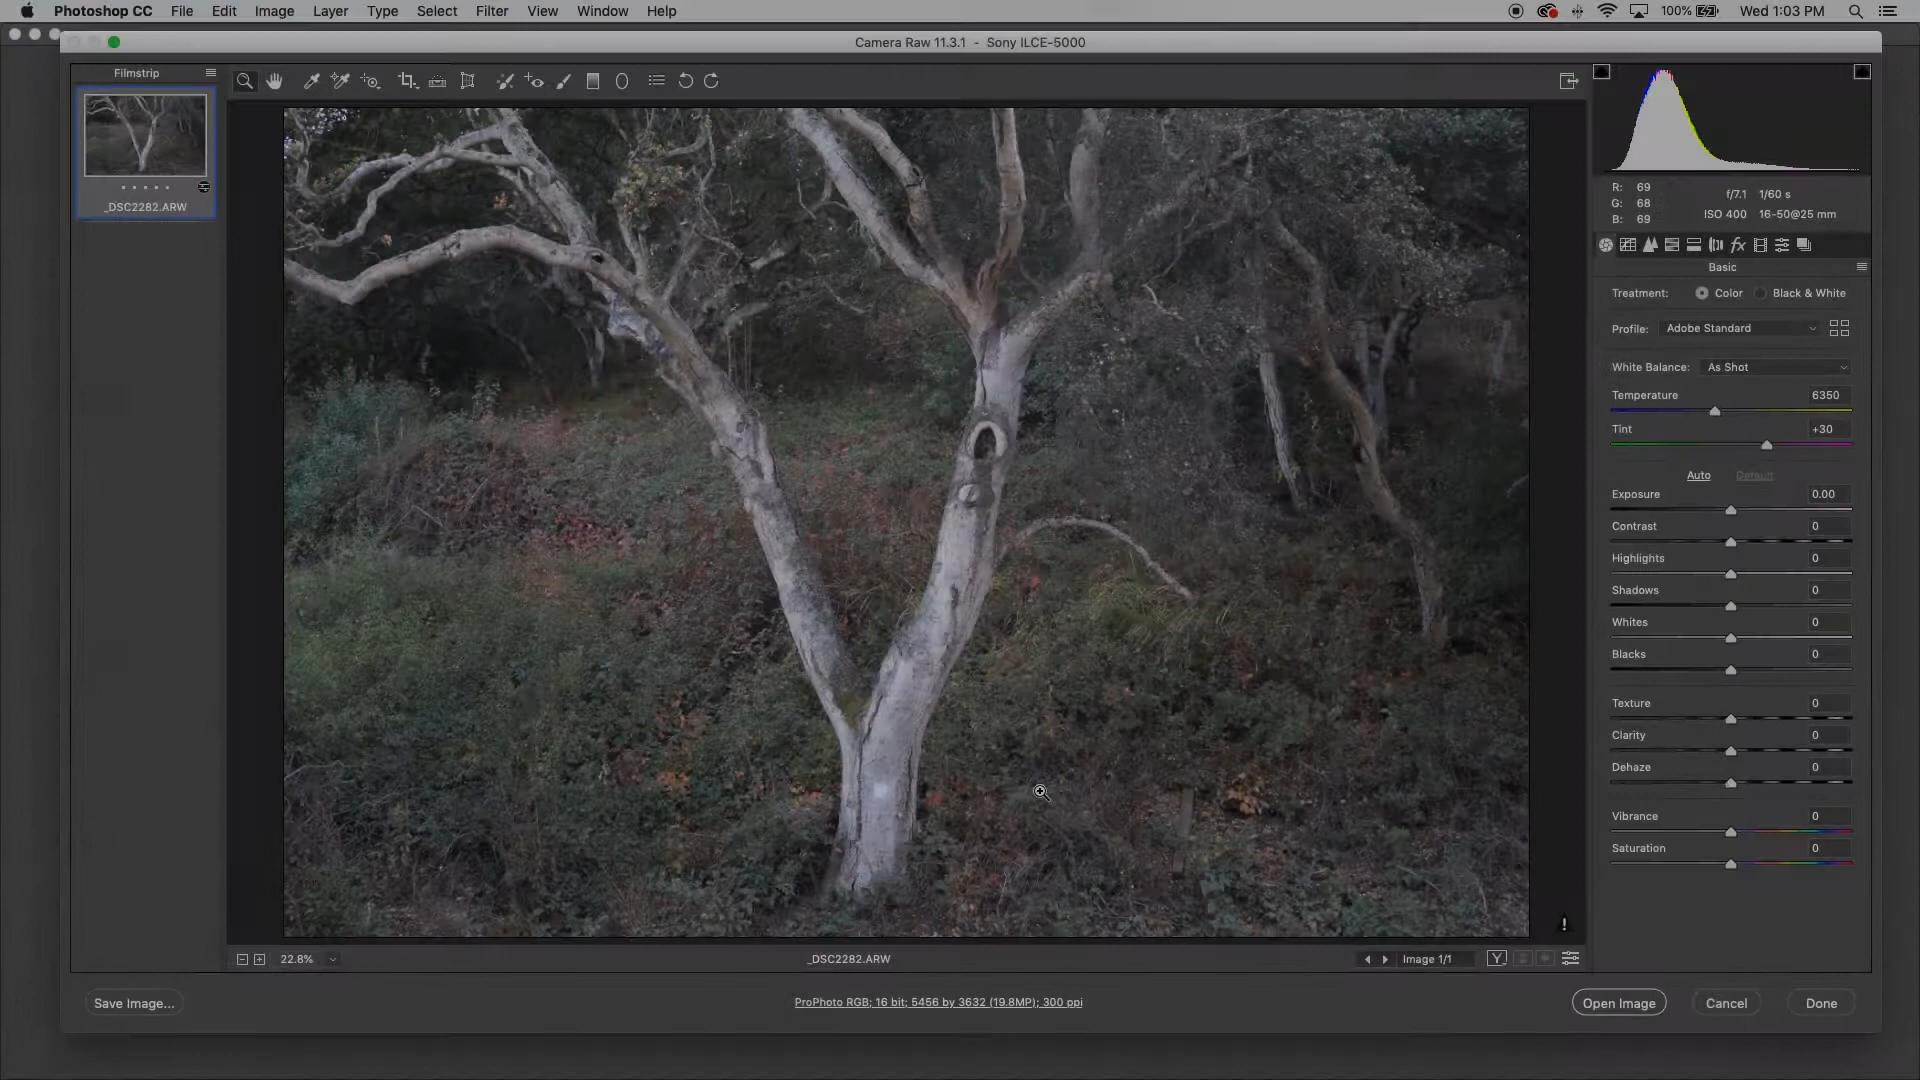 Photoshop CC File Edit Image Layer Type Select Filter View Window Help 100% Wed 1:03 PM
Camera Raw 11.3.1 - Sony ILCE-5000
Filmstrip
_DSC2282.ARW
R: 69
G: 68
B: 69
f/7.1 1/60 s
ISO 400 16-50@25 mm
Basic
Treatment: Color Black & White
Profile: Adobe Standard
White Balance: As Shot
Temperature 6350
Tint +30
Auto Default
Exposure 0.00
Contrast 0
Highlights 0
Shadows 0
Whites 0
Blacks 0
Texture 0
Clarity 0
Dehaze 0
Vibrance 0
Saturation 0
22.8% _DSC2282.ARW Image 1/1 Y
Save Image... ProPhoto RGB; 16 bit; 5456 by 3632 (19.8MP); 300 ppi Open Image Cancel Done